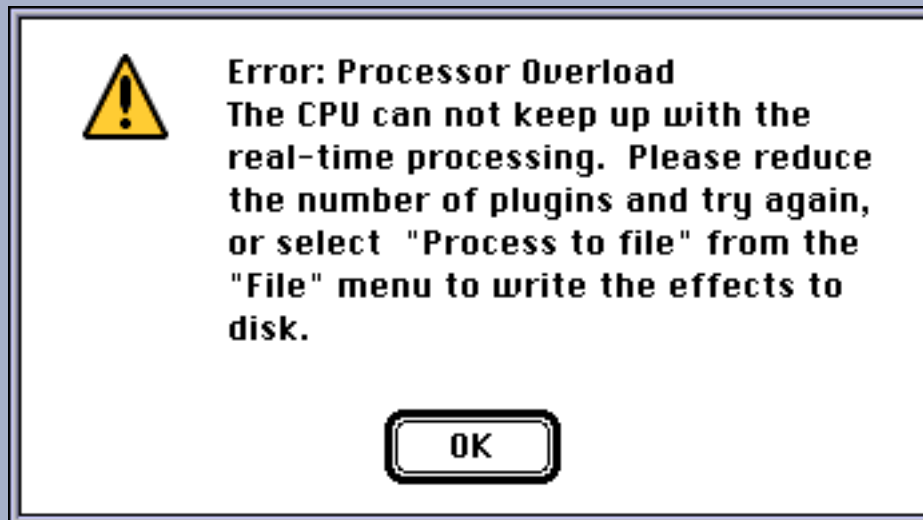 Error: Processor Overload
The CPU can not keep up with the
real-time processing.  Please reduce
the number of plugins and try again,
or select  "Process to file" from the
"File" menu to write the effects to
disk.
OK